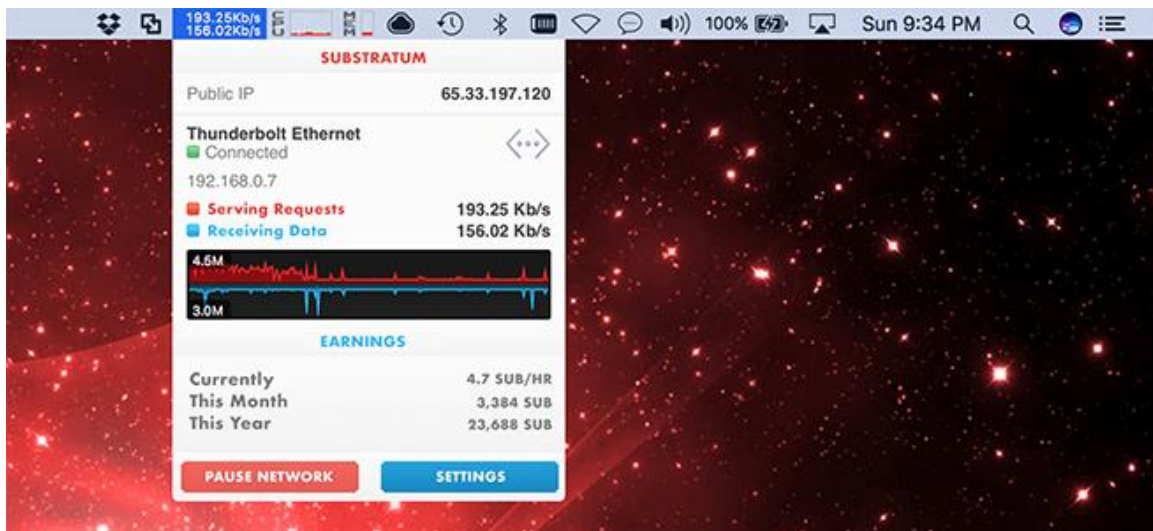 193.25Kb/s
156.02Kb/s
CPU
MEM
100%
Sun 9:34 PM
SUBSTRATUM
Public IP 65.33.197.120
Thunderbolt Ethernet
Connected
192.168.0.7
Serving Requests 193.25 Kb/s
Receiving Data 156.02 Kb/s
4.5M
3.0M
EARNINGS
Currently 4.7 SUB/HR
This Month 3,384 SUB
This Year 23,688 SUB
PAUSE NETWORK SETTINGS